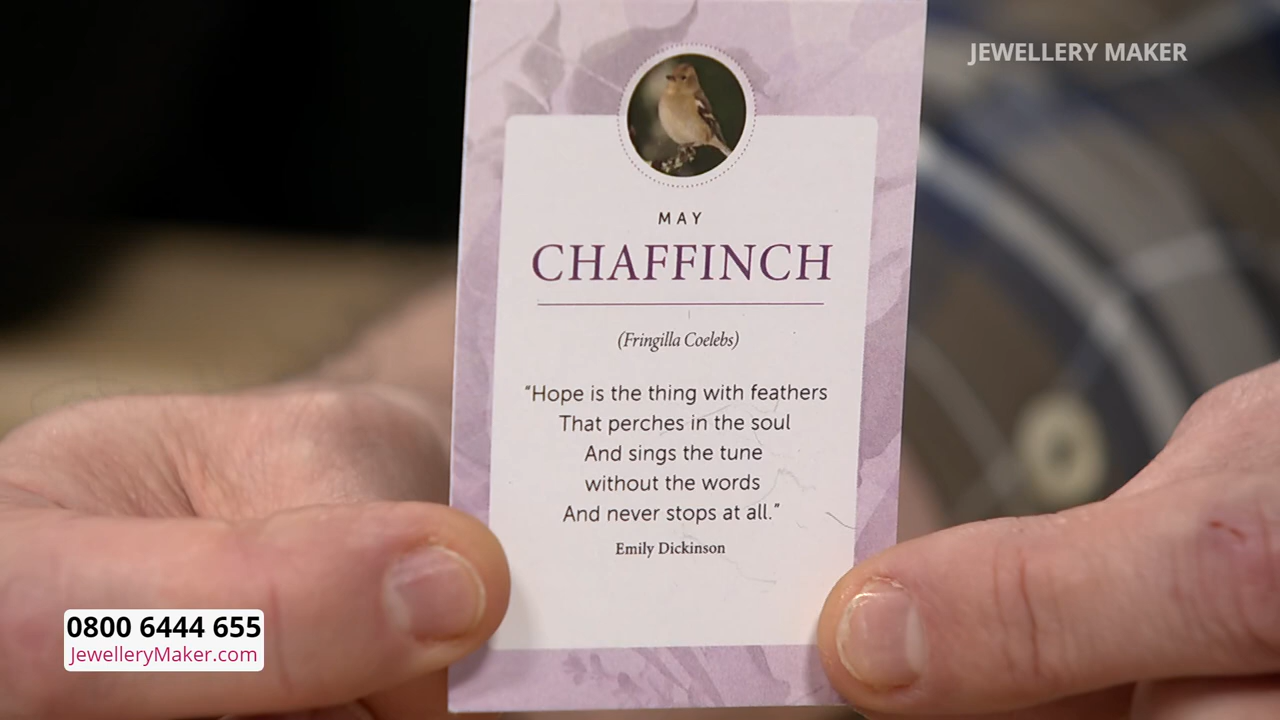 JEWELLERY MAKER
MAY
CHAFFINCH
(Fringilla Coelebs)
“Hope is the thing with feathers
That perches in the soul
And sings the tune
without the words
And never stops at all.”
Emily Dickinson
0800 6444 655
JewelleryMaker.com